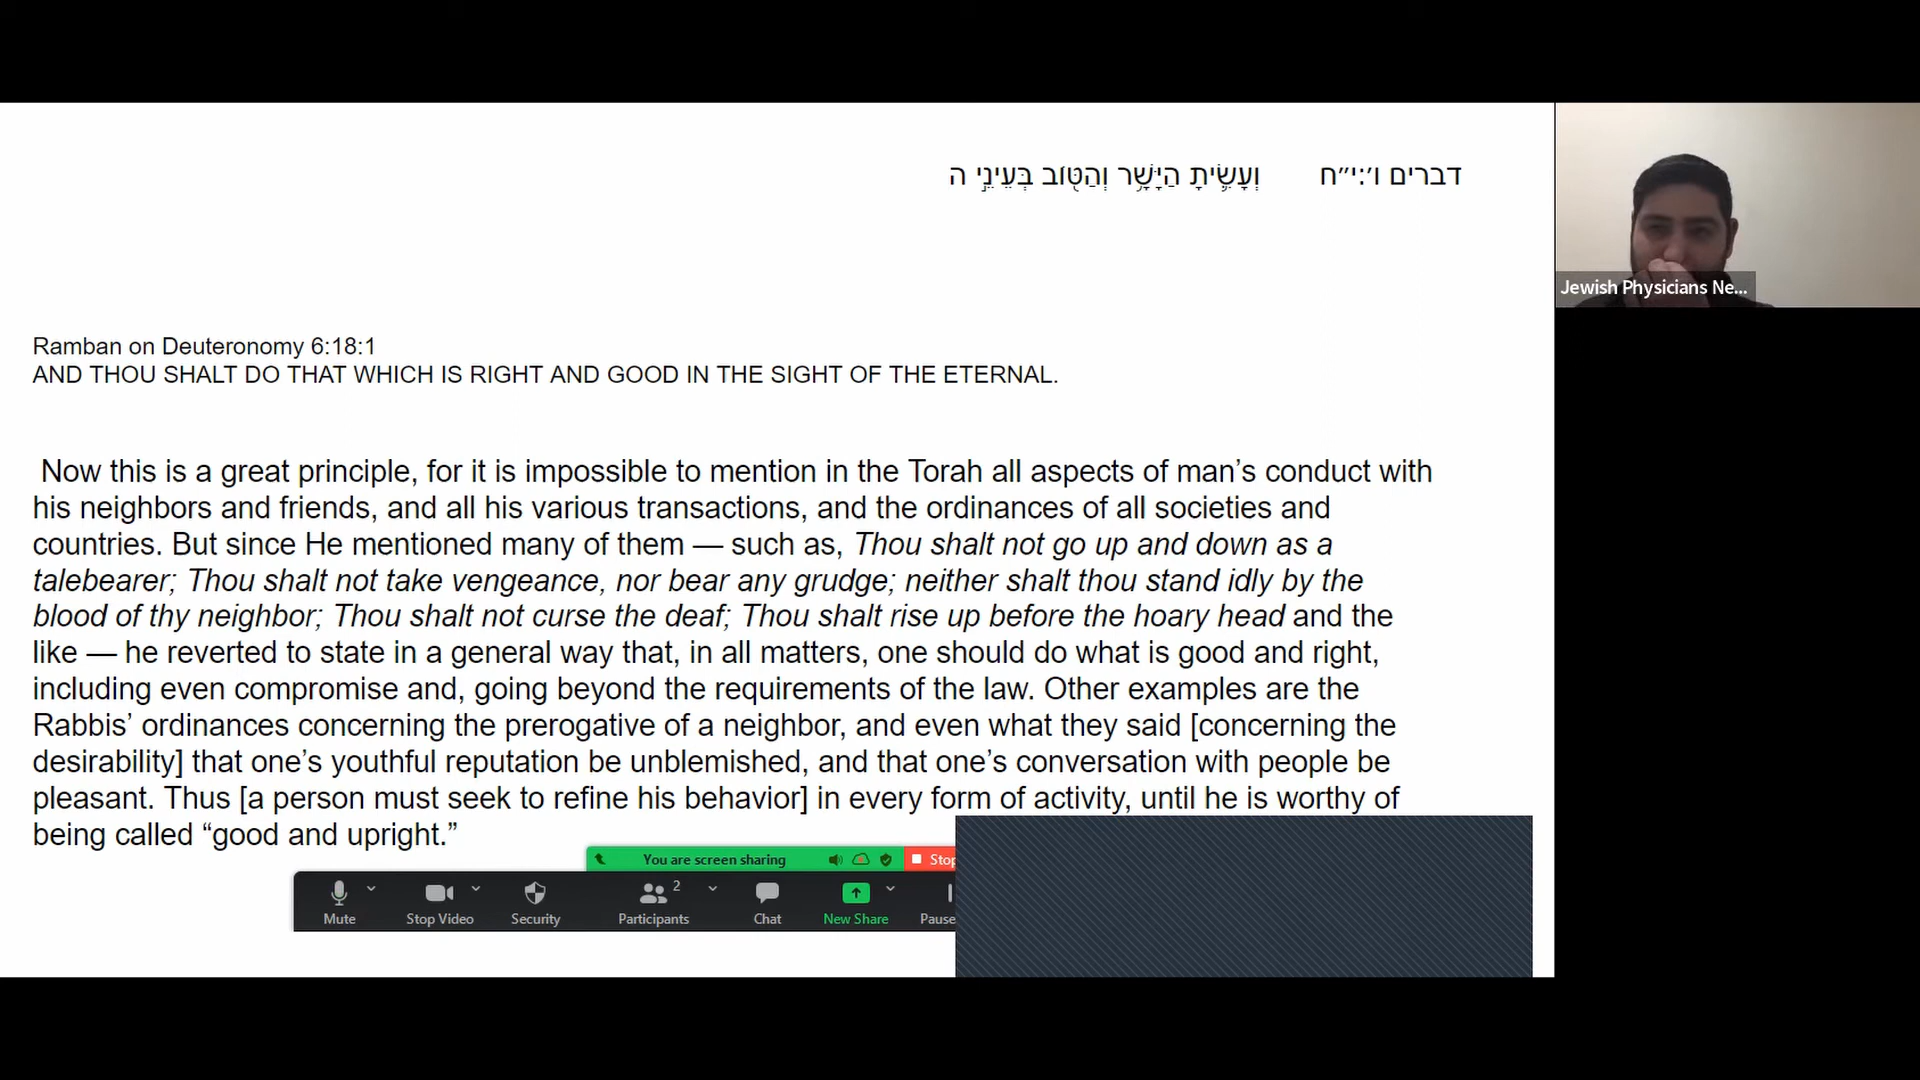 דברים ו׳:י״ח וְעָשִׂ֛יתָ הַיָּשָׁ֥ר וְהַטּ֖וֹב בְּעֵינֵ֣י ה
Jewish Physicians Ne...
Ramban on Deuteronomy 6:18:1
AND THOU SHALT DO THAT WHICH IS RIGHT AND GOOD IN THE SIGHT OF THE ETERNAL.
Now this is a great principle, for it is impossible to mention in the Torah all aspects of man’s conduct with
his neighbors and friends, and all his various transactions, and the ordinances of all societies and
countries. But since He mentioned many of them — such as, Thou shalt not go up and down as a
talebearer; Thou shalt not take vengeance, nor bear any grudge; neither shalt thou stand idly by the
blood of thy neighbor; Thou shalt not curse the deaf; Thou shalt rise up before the hoary head and the
like — he reverted to state in a general way that, in all matters, one should do what is good and right,
including even compromise and, going beyond the requirements of the law. Other examples are the
Rabbis’ ordinances concerning the prerogative of a neighbor, and even what they said [concerning the
desirability] that one’s youthful reputation be unblemished, and that one’s conversation with people be
pleasant. Thus [a person must seek to refine his behavior] in every form of activity, until he is worthy of
being called “good and upright.”
You are screen sharing Stop
2
Mute Stop Video Security Participants Chat New Share Pause